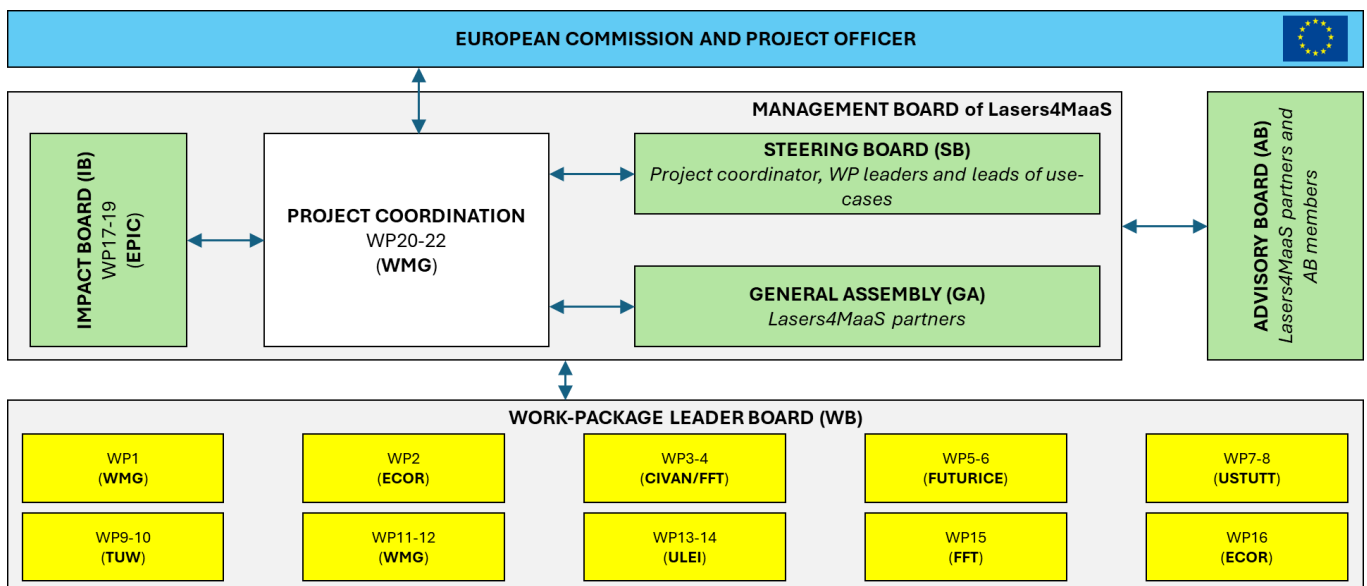 EUROPEAN COMMISSION AND PROJECT OFFICER
MANAGEMENT BOARD of Lasers4MaaS
IMPACT BOARD (IB)
WP17-19
(EPIC)
PROJECT COORDINATION
WP20-22
(WMG)
STEERING BOARD (SB)
Project coordinator, WP leaders and leads of use-
cases
GENERAL ASSEMBLY (GA)
Lasers4MaaS partners
ADVISORY BOARD (AB)
Lasers4MaaS partners and
AB members
WORK-PACKAGE LEADER BOARD (WB)
WP1
(WMG)
WP2
(ECOR)
WP3-4
(CIVAN/FFT)
WP5-6
(FUTURICE)
WP7-8
(USTUTT)
WP9-10
(TUW)
WP11-12
(WMG)
WP13-14
(ULEI)
WP15
(FFT)
WP16
(ECOR)